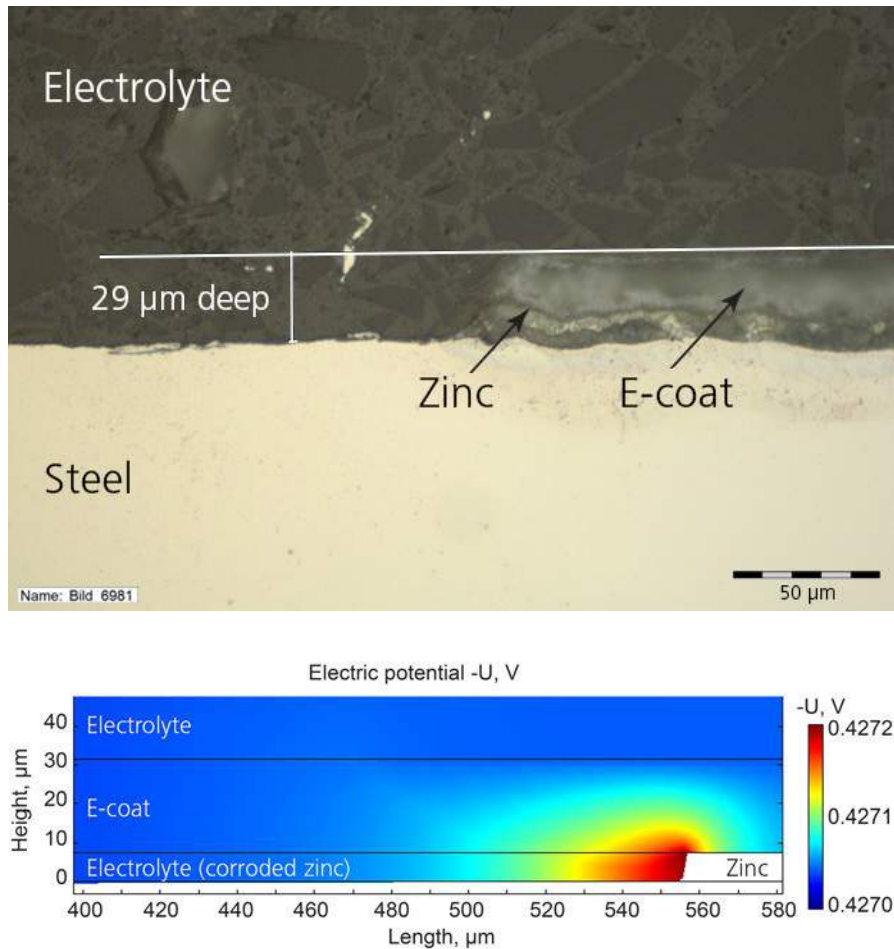 Electrolyte
29 µm deep
Zinc
E-coat
Steel
Name: Bild 6981
50 µm
Electric potential -U, V
-U, V
Height, µm
40
30
20
10
0
Electrolyte
E-coat
Electrolyte (corroded zinc)
Zinc
0.4272
0.4271
0.4270
400 420 440 460 480 500 520 540 560 580
Length, µm